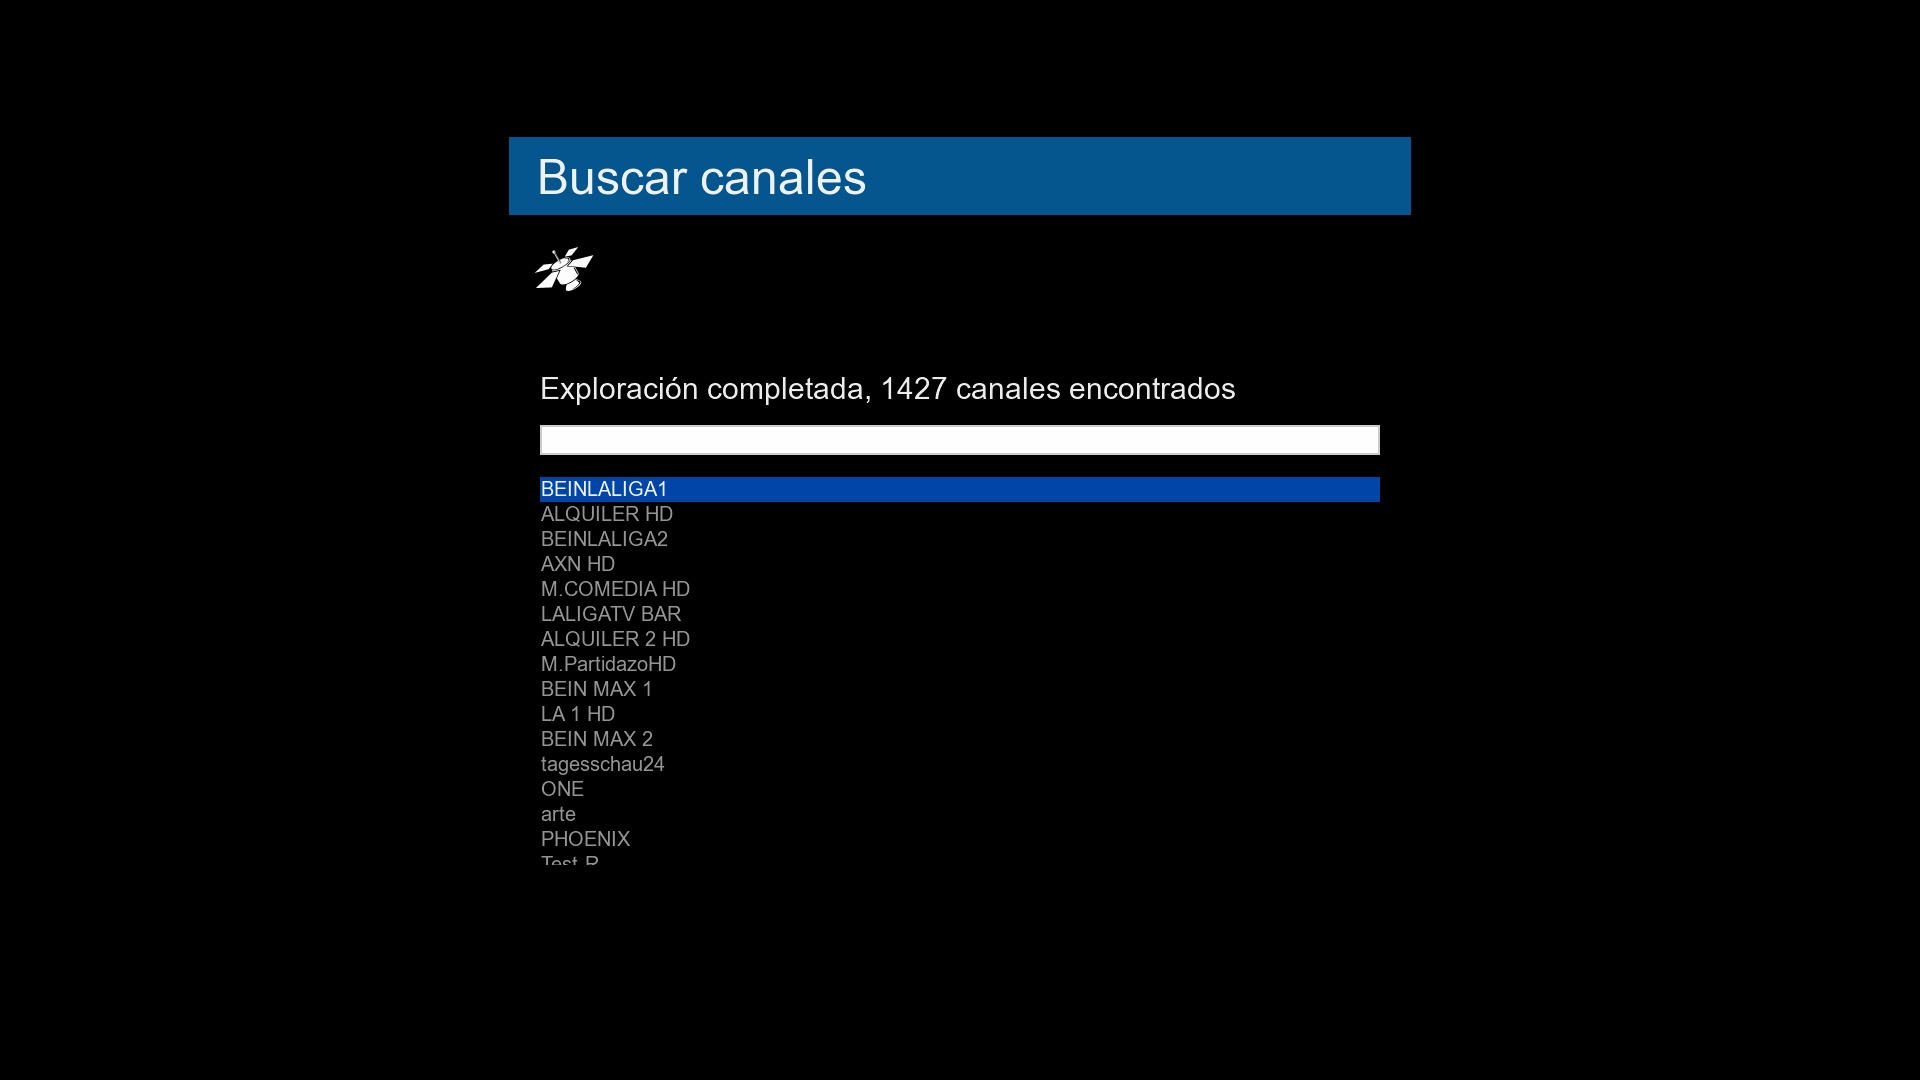 Buscar canales
Exploración completada, 1427 canales encontrados
BEINLALIGA1
ALQUILER HD
BEINLALIGA2
AXN HD
M.COMEDIA HD
LALIGATV BAR
ALQUILER 2 HD
M.PartidazoHD
BEIN MAX 1
LA 1 HD
BEIN MAX 2
tagesschau24
ONE
arte
PHOENIX
Test-R